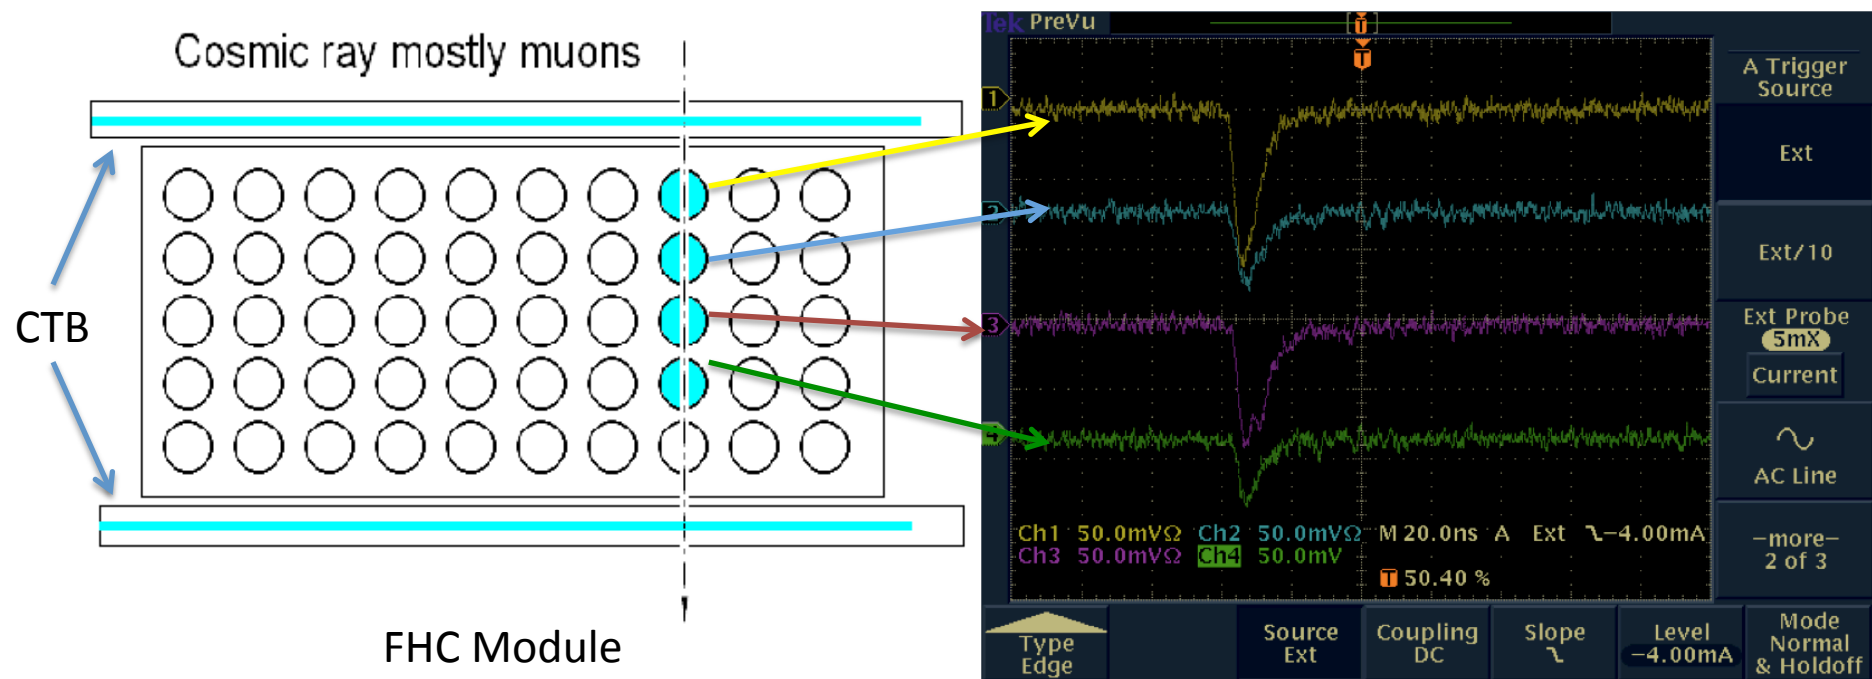 Cosmic ray mostly muons
CTB
FHC Module
Tek PreVu
T
T
1
2
3
4
Ch1 50.0mVΩ Ch2 50.0mVΩ M 20.0ns A Ext -4.00mA
Ch3 50.0mVΩ Ch4 50.0mV
T 50.40 %
A Trigger
Source
Ext
Ext/10
Ext Probe
5mX
Current
AC Line
-more-
2 of 3
Type
Edge
Source
Ext
Coupling
DC
Slope
Level
-4.00mA
Mode
Normal
& Holdoff